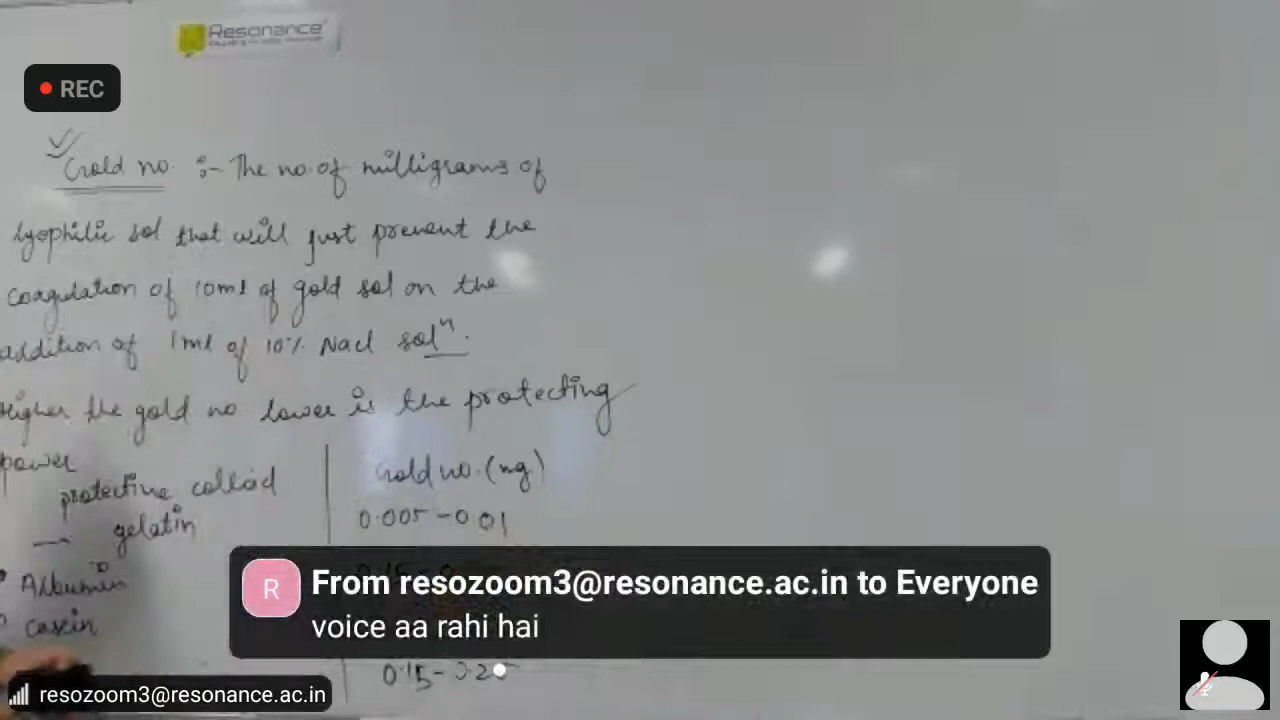 Resonance
REC
Gold no. :- The no. of milligrams of
lyophilic sol that will just prevent the
coagulation of 10ml of gold sol on the
addition of 1ml of 10% NaCl solⁿ.
Higher the gold no lower is the protecting
power
protective colloid
Gold no. (mg)
gelatin
0.005 - 0.01
Albumin
casein
From resozoom3@resonance.ac.in to Everyone
R
voice aa rahi hai
0.15 - 0.25
resozoom3@resonance.ac.in